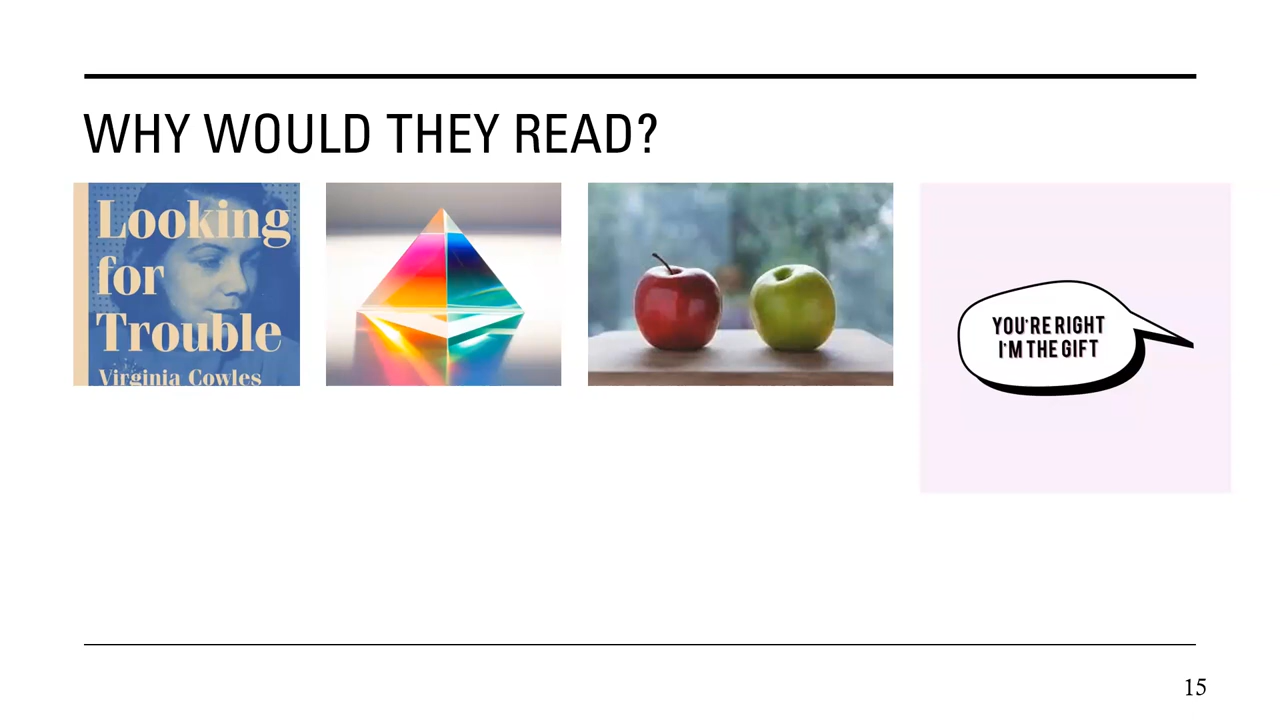 WHY WOULD THEY READ?
Looking
for
Trouble
Virginia Cowles
YOU'RE RIGHT
I'M THE GIFT
15